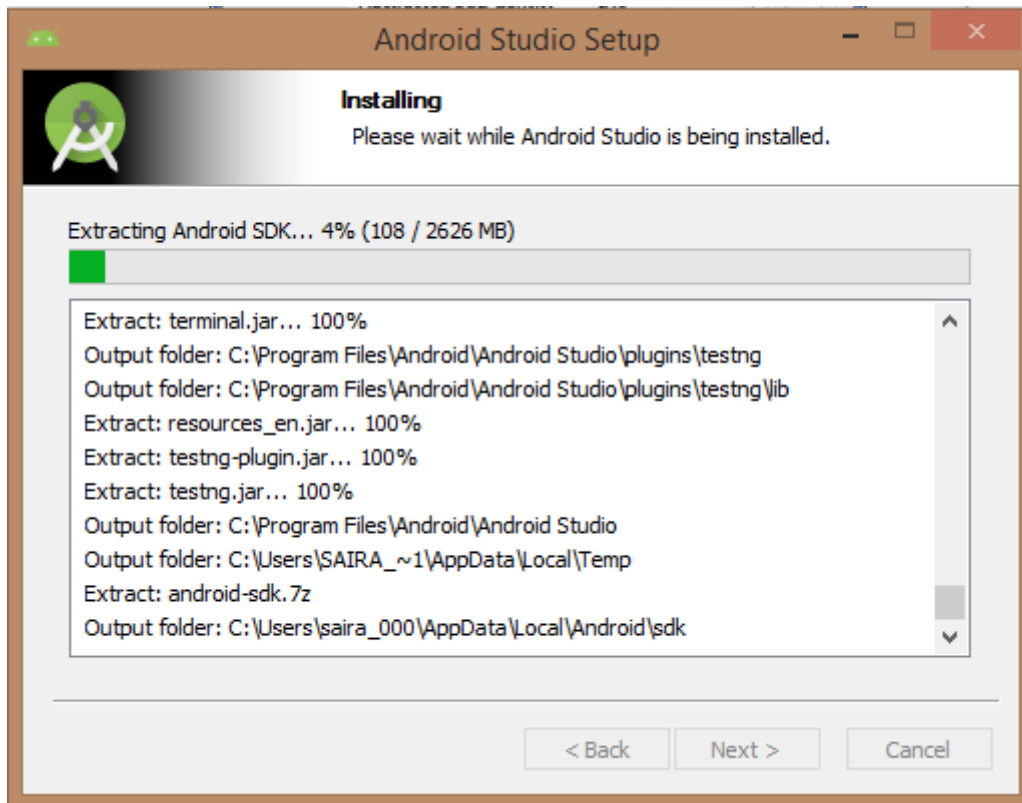 Android Studio Setup
Installing
Please wait while Android Studio is being installed.
Extracting Android SDK... 4% (108 / 2626 MB)
Extract: terminal.jar... 100%
Output folder: C:\Program Files\Android\Android Studio\plugins\testng
Output folder: C:\Program Files\Android\Android Studio\plugins\testng\lib
Extract: resources_en.jar... 100%
Extract: testng-plugin.jar... 100%
Extract: testng.jar... 100%
Output folder: C:\Program Files\Android\Android Studio
Output folder: C:\Users\SAIRA_~1\AppData\Local\Temp
Extract: android-sdk.7z
Output folder: C:\Users\saira_000\AppData\Local\Android\sdk
< Back Next > Cancel